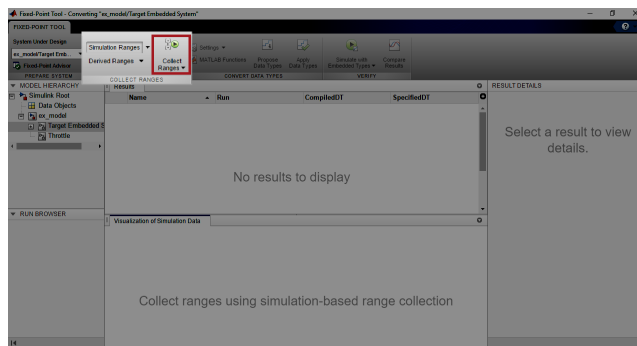 Fixed-Point Tool - Converting "ex_model/Target Embedded System"
FIXED-POINT TOOL
System Under Design
ex_model/Target Emb...
Fixed-Point Advisor
PREPARE SYSTEM
Simulation Ranges
Derived Ranges
Collect
Ranges
COLLECT RANGES
Settings
MATLAB Functions
Propose
Data Types
Apply
Data Types
CONVERT DATA TYPES
Simulate with
Embedded Types
Compare
Results
VERIFY
MODEL HIERARCHY
Simulink Root
Data Objects
ex_model
Target Embedded S
Throttle
RUN BROWSER
Results
Name Run CompiledDT SpecifiedDT
No results to display
Visualization of Simulation Data
Collect ranges using simulation-based range collection
RESULT DETAILS
Select a result to view
details.